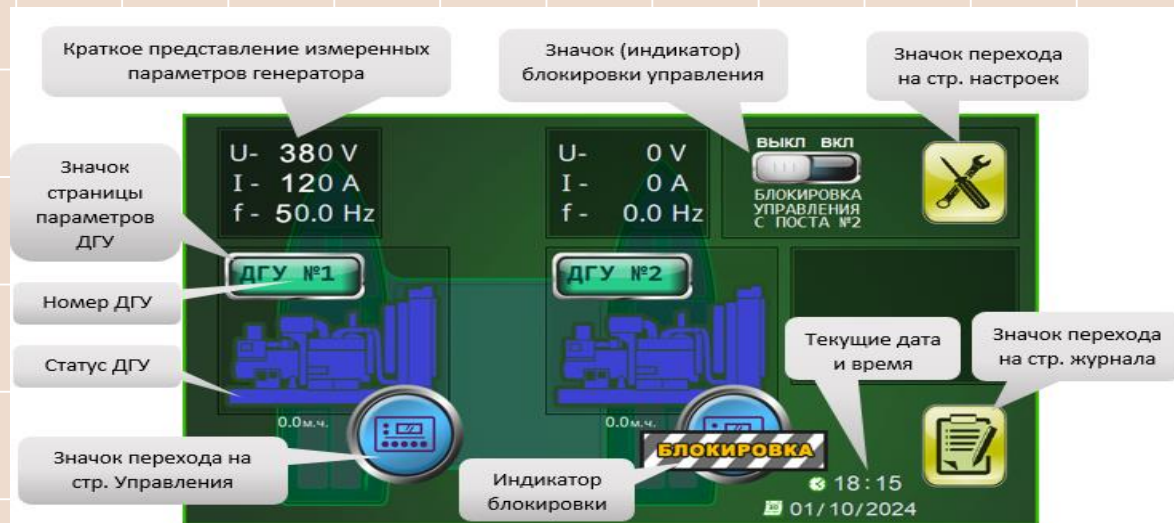 Краткое представление измеренных
параметров генератора
Значок (индикатор)
блокировки управления
Значок перехода
на стр. настроек
Значок
страницы
параметров
ДГУ
U- 380 V
I - 120 A
f - 50.0 Hz
U- 0 V
I - 0 A
f - 0.0 Hz
ВЫКЛ ВКЛ
БЛОКИРОВКА
УПРАВЛЕНИЯ
С ПОСТА №2
ДГУ №1
ДГУ №2
Номер ДГУ
Статус ДГУ
Текущие дата
и время
Значок перехода
на стр. журнала
0.0м.ч.
0.0м.ч.
БЛОКИРОВКА
Значок перехода на
стр. Управления
Индикатор
блокировки
18:15
01/10/2024